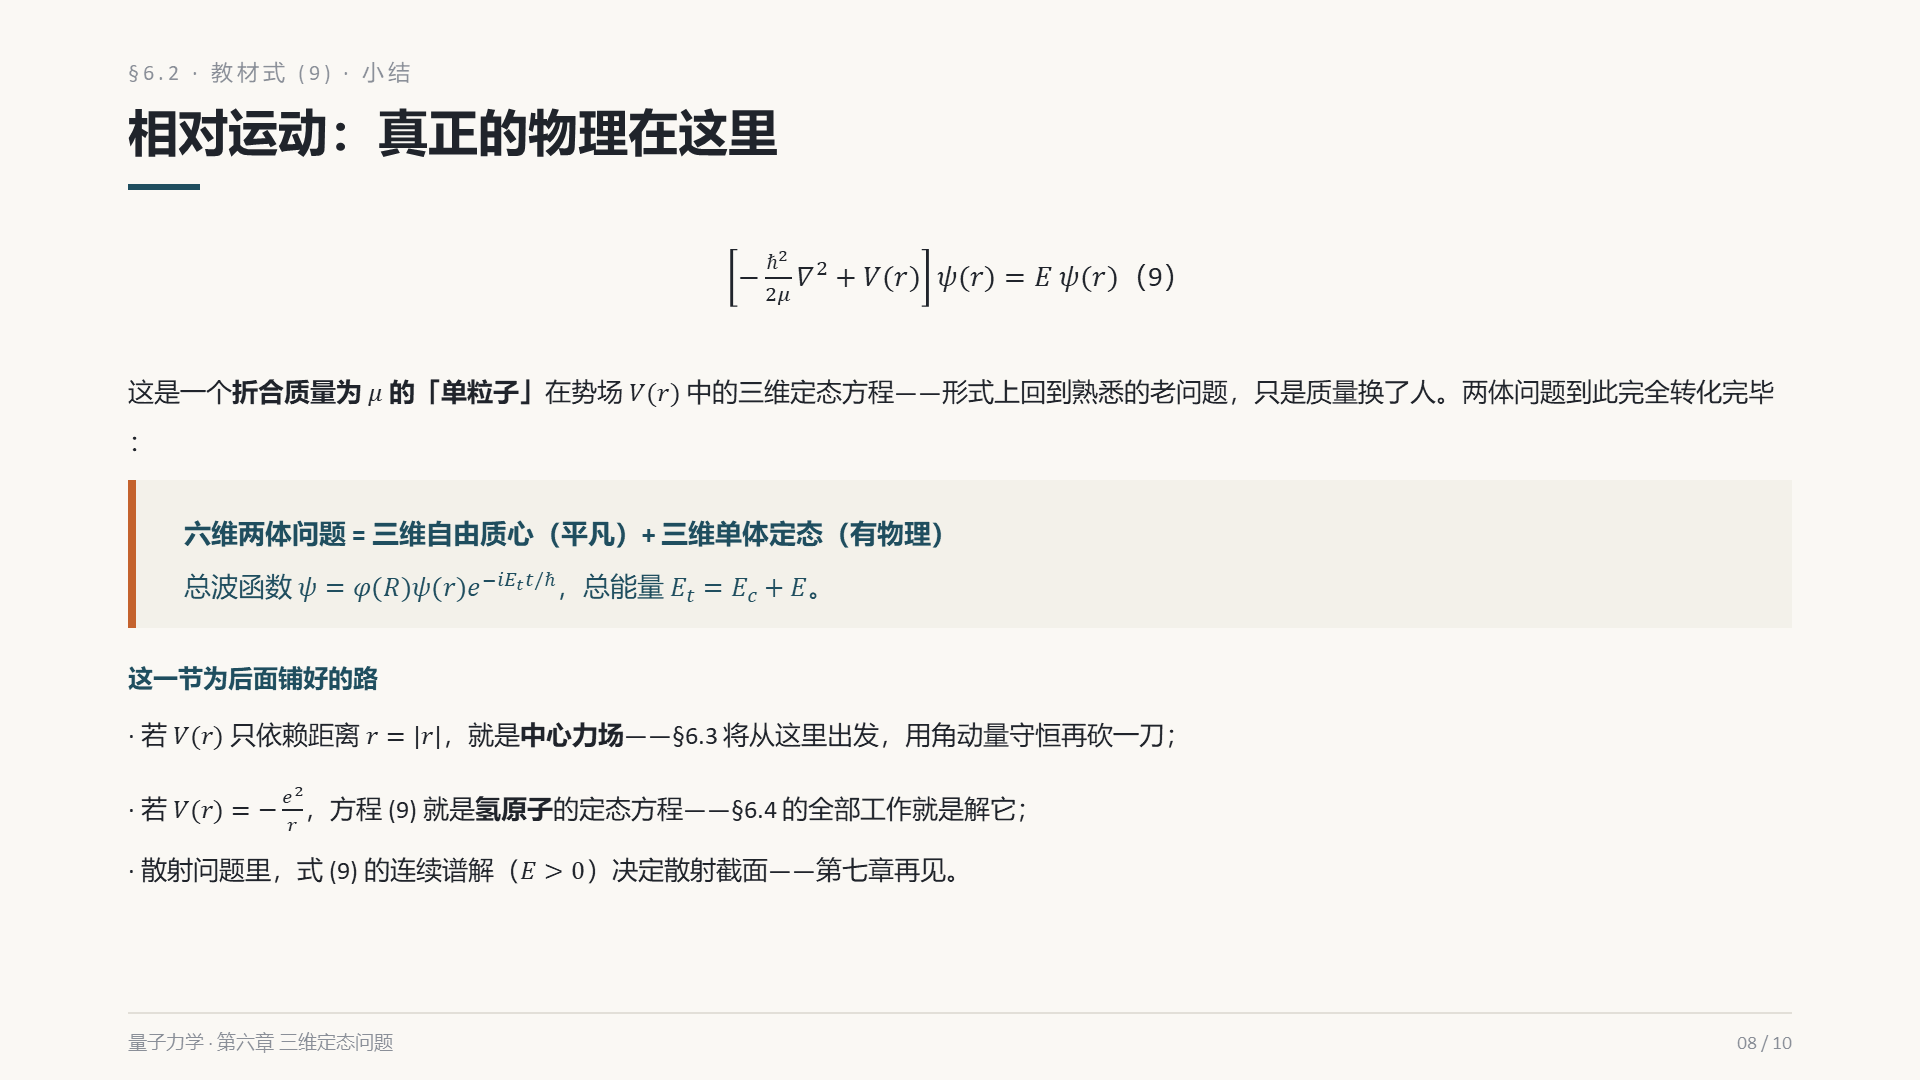 §6.2 · 教材式 (9) · 小结
相对运动：真正的物理在这里
[−ℏ²/2μ ∇² + V(r)] ψ(r) = E ψ(r)（9）
这是一个折合质量为 μ 的「单粒子」在势场 V(r) 中的三维定态方程——形式上回到熟悉的老问题，只是质量换了人。两体问题到此完全转化完毕
：
六维两体问题 = 三维自由质心（平凡）+ 三维单体定态（有物理）
总波函数 ψ = φ(R)ψ(r)e^{−iE_t t/ℏ}，总能量 E_t = E_c + E。
这一节为后面铺好的路
· 若 V(r) 只依赖距离 r = |r|，就是中心力场——§6.3 将从这里出发，用角动量守恒再砍一刀；
· 若 V(r) = −e²/r，方程 (9) 就是氢原子的定态方程——§6.4 的全部工作就是解它；
· 散射问题里，式 (9) 的连续谱解（E > 0）决定散射截面——第七章再见。
量子力学 · 第六章 三维定态问题
08 / 10